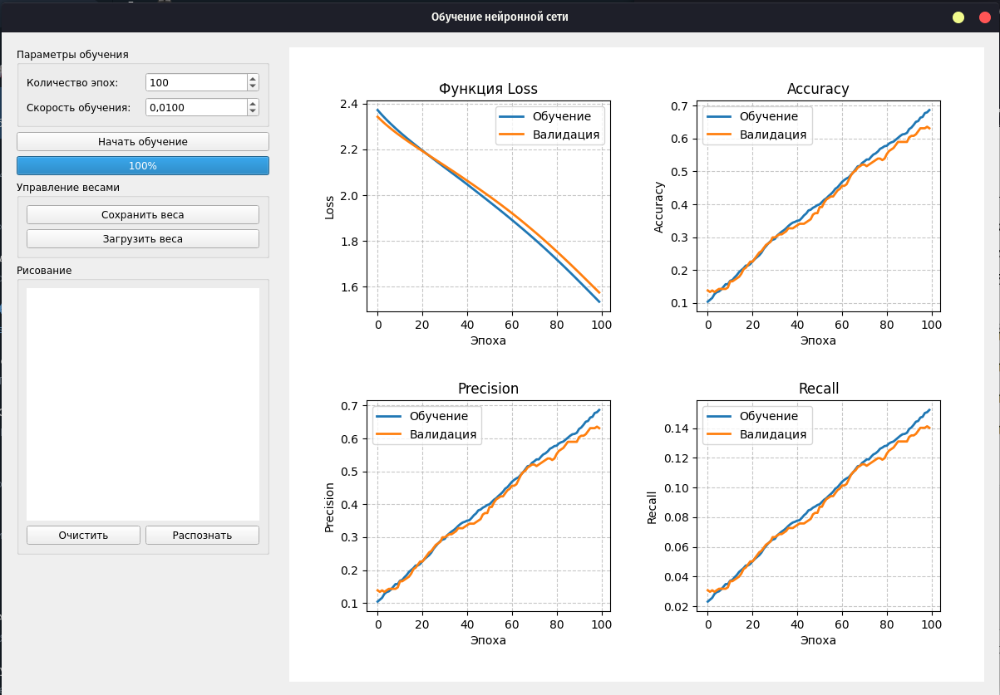 Обучение нейронной сети
Параметры обучения
Количество эпох: 100
Скорость обучения: 0,0100
Начать обучение
100%
Управление весами
Сохранить веса
Загрузить веса
Рисование
Очистить Распознать
Функция Loss
Обучение
Валидация
2.4
2.2
2.0
1.8
1.6
Loss
0 20 40 60 80 100
Эпоха
Accuracy
Обучение
Валидация
0.7
0.6
0.5
0.4
0.3
0.2
0.1
Accuracy
0 20 40 60 80 100
Эпоха
Precision
Обучение
Валидация
0.7
0.6
0.5
0.4
0.3
0.2
0.1
Precision
0 20 40 60 80 100
Эпоха
Recall
Обучение
Валидация
0.14
0.12
0.10
0.08
0.06
0.04
0.02
Recall
0 20 40 60 80 100
Эпоха